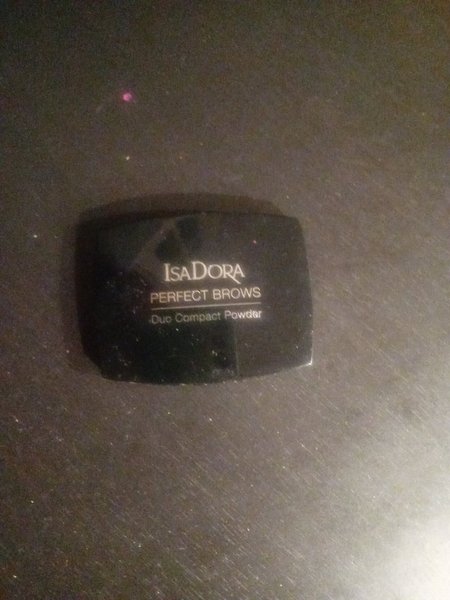 ISADORA
PERFECT BROWS
Duo Compact Powder